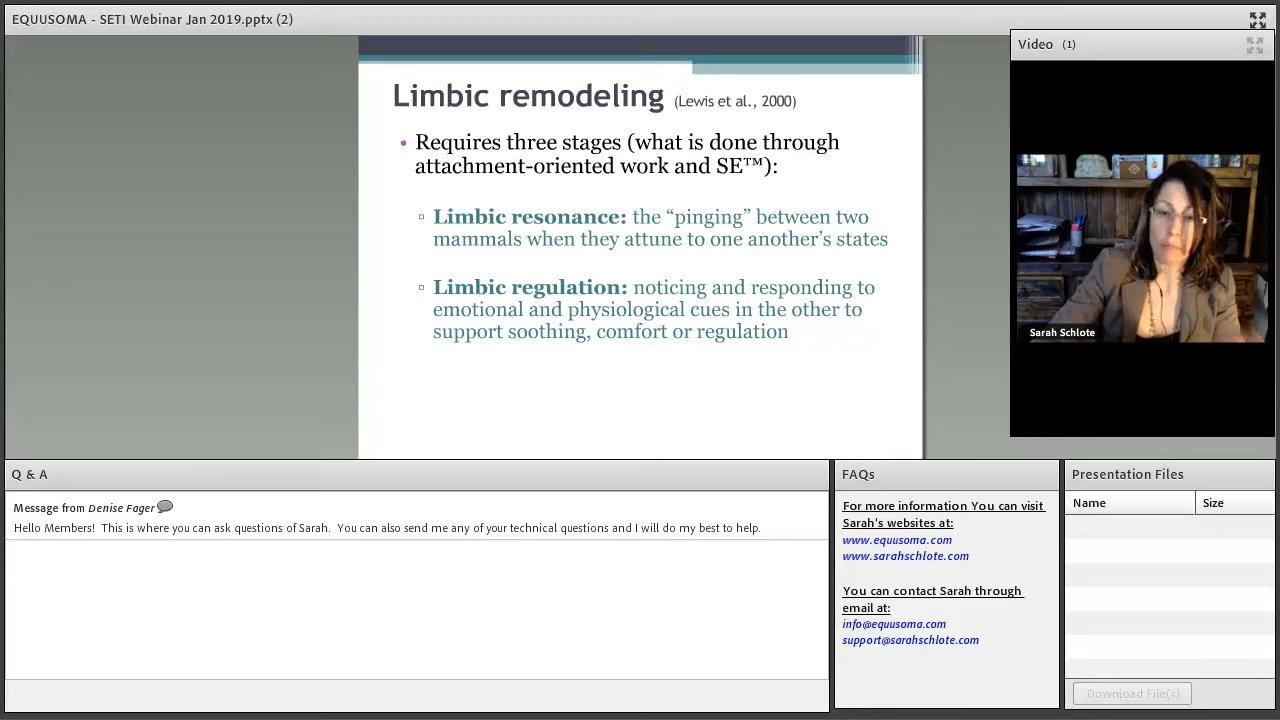 EQUUSOMA - SETI Webinar Jan 2019.pptx (2)
Video (1)
Limbic remodeling (Lewis et al., 2000)
• Requires three stages (what is done through
attachment-oriented work and SE™):
▫ Limbic resonance: the “pinging” between two
mammals when they attune to one another’s states
▫ Limbic regulation: noticing and responding to
emotional and physiological cues in the other to
support soothing, comfort or regulation
Sarah Schlote
Q & A
Message from Denise Fager
Hello Members!  This is where you can ask questions of Sarah.  You can also send me any of your technical questions and I will do my best to help.
FAQs
For more information You can visit
Sarah's websites at:
www.equusoma.com
www.sarahschlote.com
You can contact Sarah through
email at:
info@equusoma.com
support@sarahschlote.com
Presentation Files
Name Size
Download File(s)